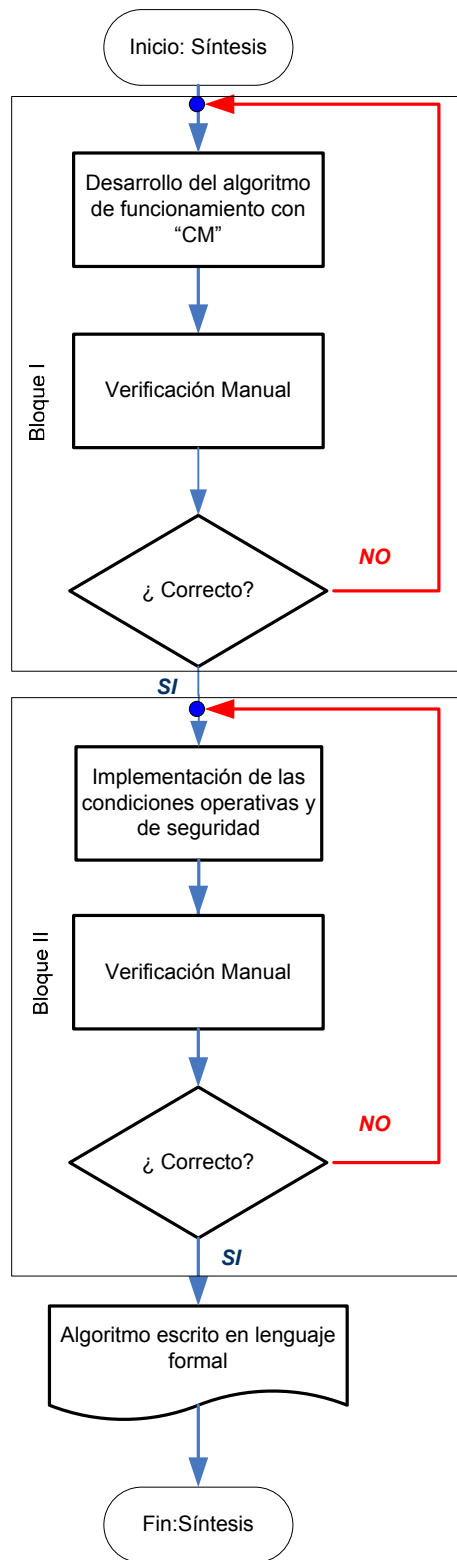 Inicio: Síntesis
Desarrollo del algoritmo
de funcionamiento con
“CM”
Verificación Manual
Bloque I
¿ Correcto?
NO
SI
Implementación de las
condiciones operativas y
de seguridad
Verificación Manual
Bloque II
¿ Correcto?
NO
SI
Algoritmo escrito en lenguaje
formal
Fin:Síntesis